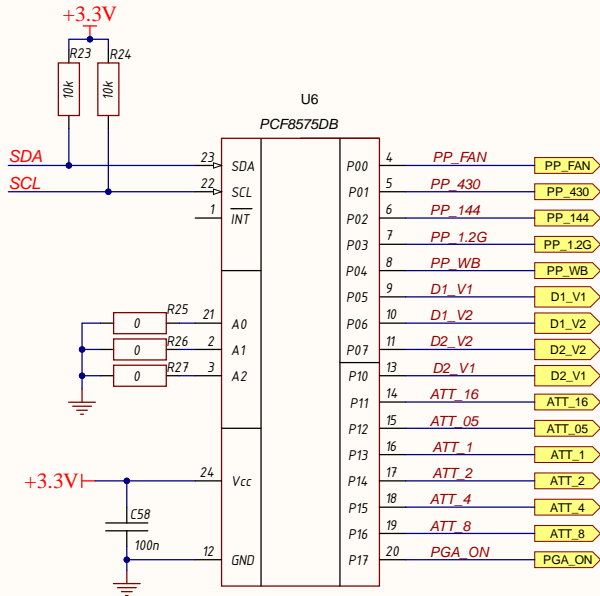 +3.3V
R23 R24
10k 10k
U6
PCF8575DB
SDA 23 SDA P00 4 PP_FAN PP_FAN
SCL 22 SCL P01 5 PP_430 PP_430
1 INT P02 6 PP_144 PP_144
P03 7 PP_1.2G PP_1.2G
P04 8 PP_WB PP_WB
P05 9 D1_V1 D1_V1
R25 0 21 A0 P06 10 D1_V2 D1_V2
R26 0 2 A1 P07 11 D2_V2 D2_V2
R27 0 3 A2 P10 13 D2_V1 D2_V1
P11 14 ATT_16 ATT_16
P12 15 ATT_05 ATT_05
P13 16 ATT_1 ATT_1
+3.3V 24 Vcc P14 17 ATT_2 ATT_2
C58 P15 18 ATT_4 ATT_4
100n P16 19 ATT_8 ATT_8
12 GND P17 20 PGA_ON PGA_ON